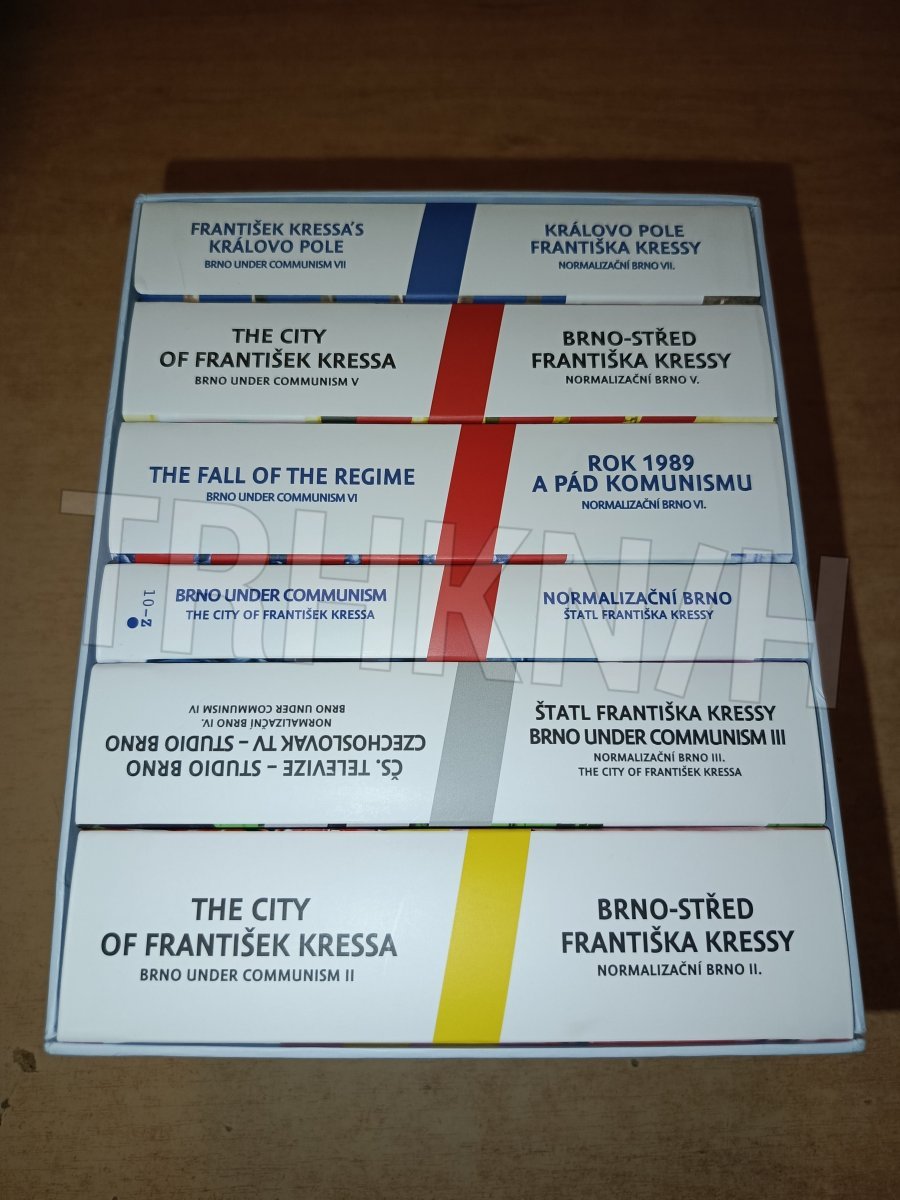 FRANTIŠEK KRESSA'S
KRÁLOVO POLE
BRNO UNDER COMMUNISM VII
KRÁLOVO POLE
FRANTIŠKA KRESSY
NORMALIZAČNÍ BRNO VII.
THE CITY
OF FRANTIŠEK KRESSA
BRNO UNDER COMMUNISM V
BRNO-STŘED
FRANTIŠKA KRESSY
NORMALIZAČNÍ BRNO V.
THE FALL OF THE REGIME
BRNO UNDER COMMUNISM VI
ROK 1989
A PÁD KOMUNISMU
NORMALIZAČNÍ BRNO VI.
TRHKNIH
10-Z
BRNO UNDER COMMUNISM
THE CITY OF FRANTIŠEK KRESSA
NORMALIZAČNÍ BRNO
ŠTATL FRANTIŠKA KRESSY
ČS. TELEVIZE – STUDIO BRNO
CZECHOSLOVAK TV – STUDIO BRNO
NORMALIZAČNÍ BRNO IV.
BRNO UNDER COMMUNISM IV
ŠTATL FRANTIŠKA KRESSY
BRNO UNDER COMMUNISM III
NORMALIZAČNÍ BRNO III.
THE CITY OF FRANTIŠEK KRESSA
THE CITY
OF FRANTIŠEK KRESSA
BRNO UNDER COMMUNISM II
BRNO-STŘED
FRANTIŠKA KRESSY
NORMALIZAČNÍ BRNO II.